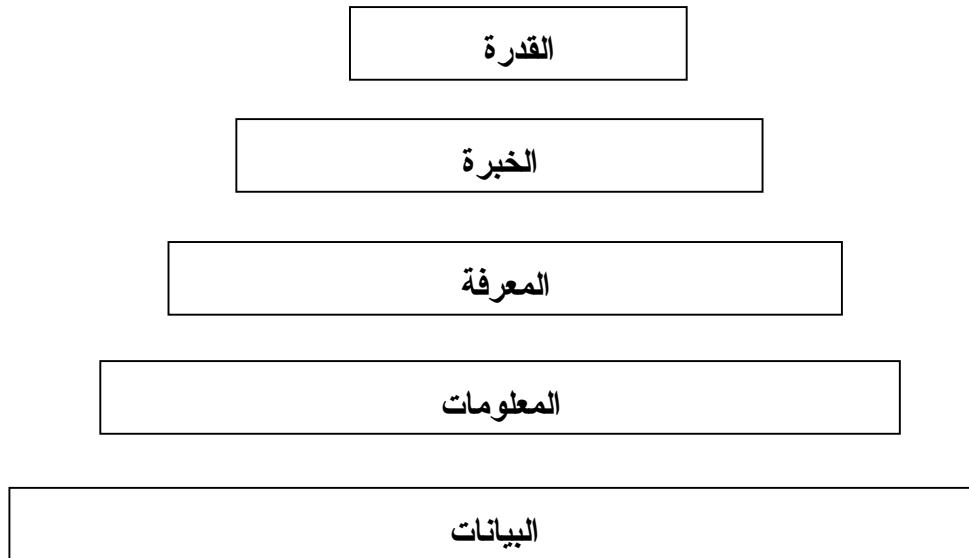 القدرة
الخبرة
المعرفة
المعلومات
البيانات